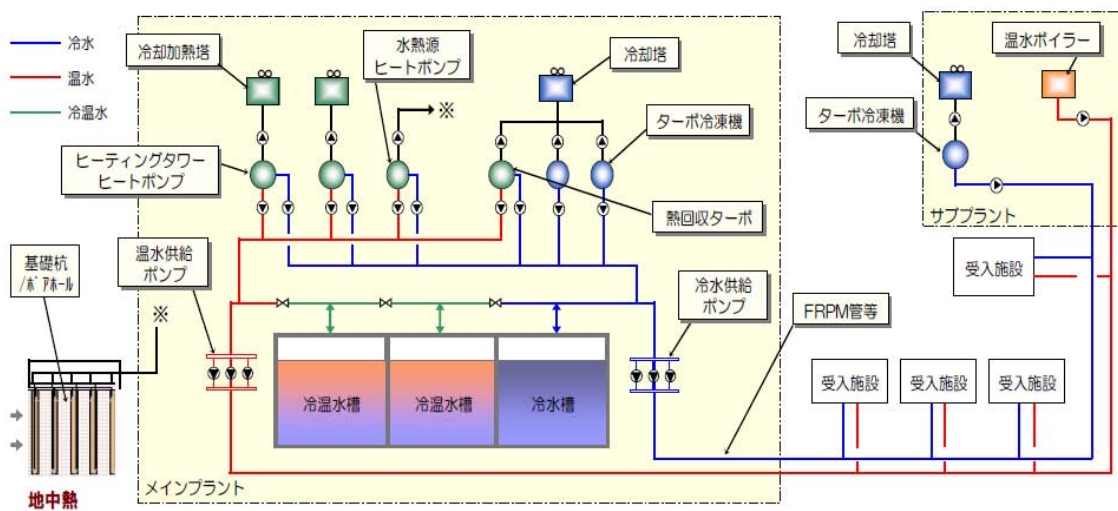 冷水
温水
冷温水
冷却加熱塔
水熱源
ヒートポンプ
冷却塔
※
ターボ冷凍機
ヒーティングタワー
ヒートポンプ
熱回収ターボ
温水供給
ポンプ
基礎杭
/ボアホール
※
冷水供給
ポンプ
冷温水槽
冷温水槽
冷水槽
地中熱
メインプラント
冷却塔
温水ボイラー
ターボ冷凍機
サブプラント
受入施設
FRPM管等
受入施設
受入施設
受入施設